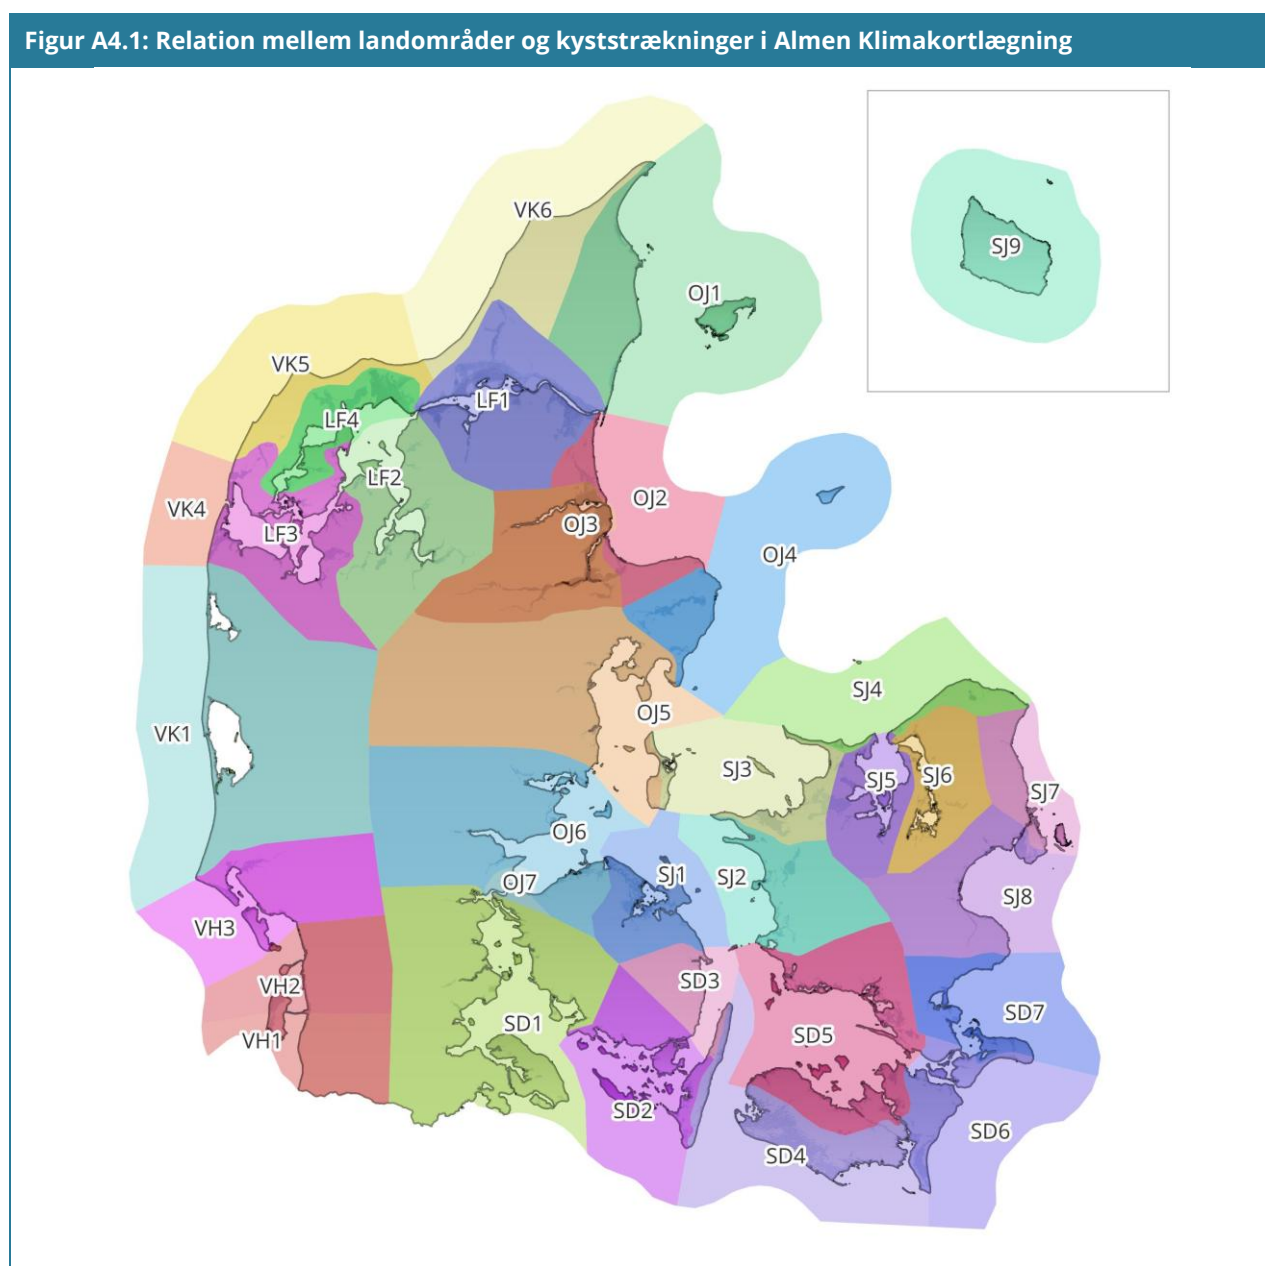 Figur A4.1: Relation mellem landområder og kyststrækninger i Almen Klimakortlægning
VK6
SJ9
OJ1
VK5
LF1
LF4
LF2
OJ2
VK4
OJ3
LF3
OJ4
SJ4
OJ5
VK1
SJ3
SJ5
SJ6
SJ7
OJ6
SJ1
SJ2
OJ7
SJ8
VH3
SD3
VH2
SD7
SD1
SD5
VH1
SD2
SD6
SD4